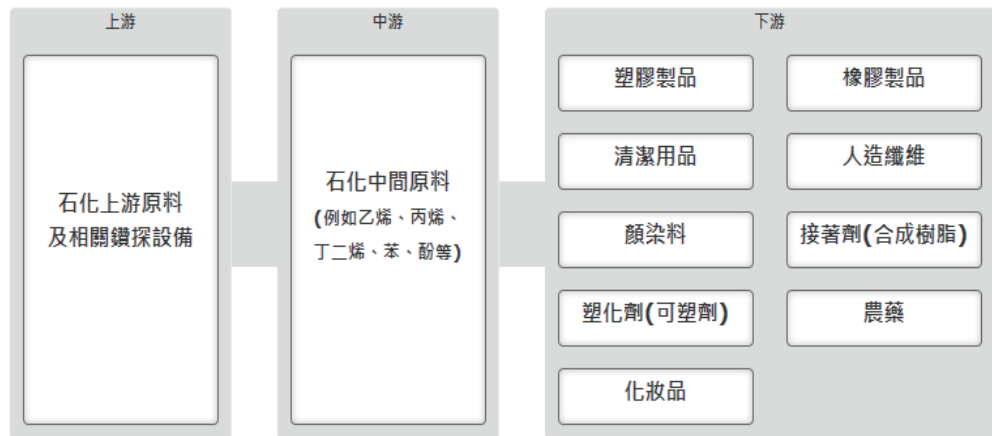 上游
石化上游原料
及相關鑽探設備
中游
石化中間原料
(例如乙烯、丙烯、
丁二烯、苯、酚等)
下游
塑膠製品
橡膠製品
清潔用品
人造纖維
顏染料
接著劑(合成樹脂)
塑化劑(可塑劑)
農藥
化妝品